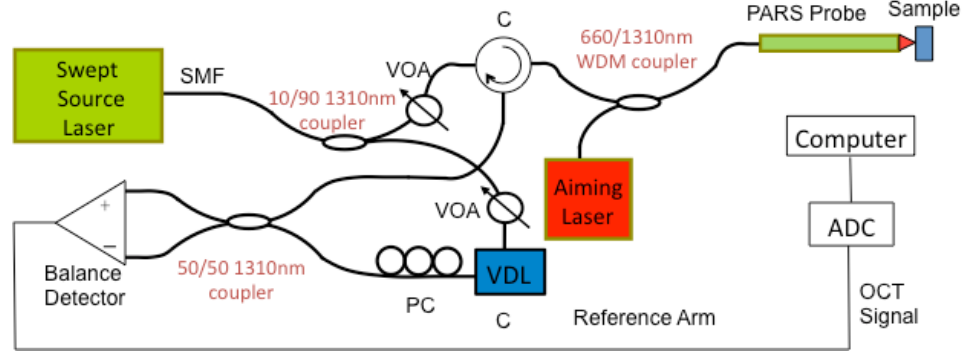 C
PARS Probe
Sample
660/1310nm
WDM coupler
Swept
Source
Laser
SMF
VOA
10/90 1310nm
coupler
Computer
Aiming
Laser
VOA
ADC
+
−
50/50 1310nm
coupler
Balance
Detector
PC
VDL
C
Reference Arm
OCT
Signal